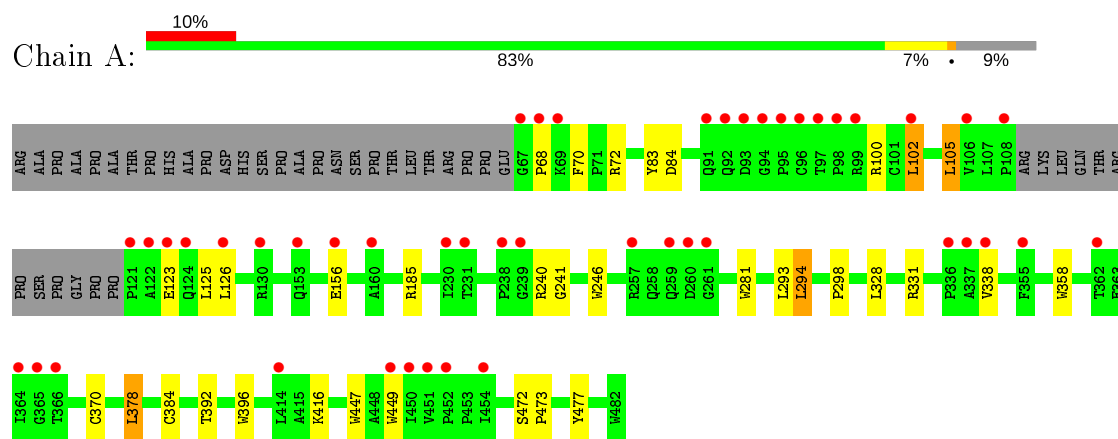 10%
Chain A:
83% 7% • 9%
ARG ALA PRO ALA PRO ALA THR PRO HIS ALA PRO ASP HIS SER PRO ALA PRO ASN SER PRO THR LEU THR ARG PRO PRO GLU G67 P68 K69 F70 P71 R72 Y83 D84 Q91 Q92 D93 G94 P95 C96 T97 P98 R99 R100 C101 L102 L105 V106 L107 P108 ARG LYS LEU GLN THR ARG
PRO SER PRO GLY PRO PRO P121 A122 E123 Q124 L125 L126 R130 Q153 E156 A160 R185 I230 T231 P238 G239 R240 G241 W246 R257 Q258 Q259 D260 G261 W281 L293 L294 P298 L328 R331 P336 A337 V338 F355 W358 T362 E363
I364 G365 T366 C370 L378 C384 T392 W396 L414 A415 K416 W447 A448 W449 I450 V451 P452 P453 I454 S472 P473 Y477 W482